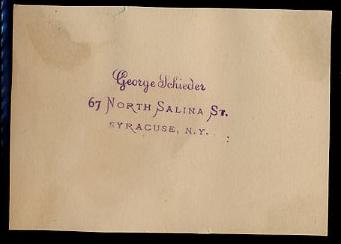 George Schieder
67 North Salina St.
Syracuse, N.Y.